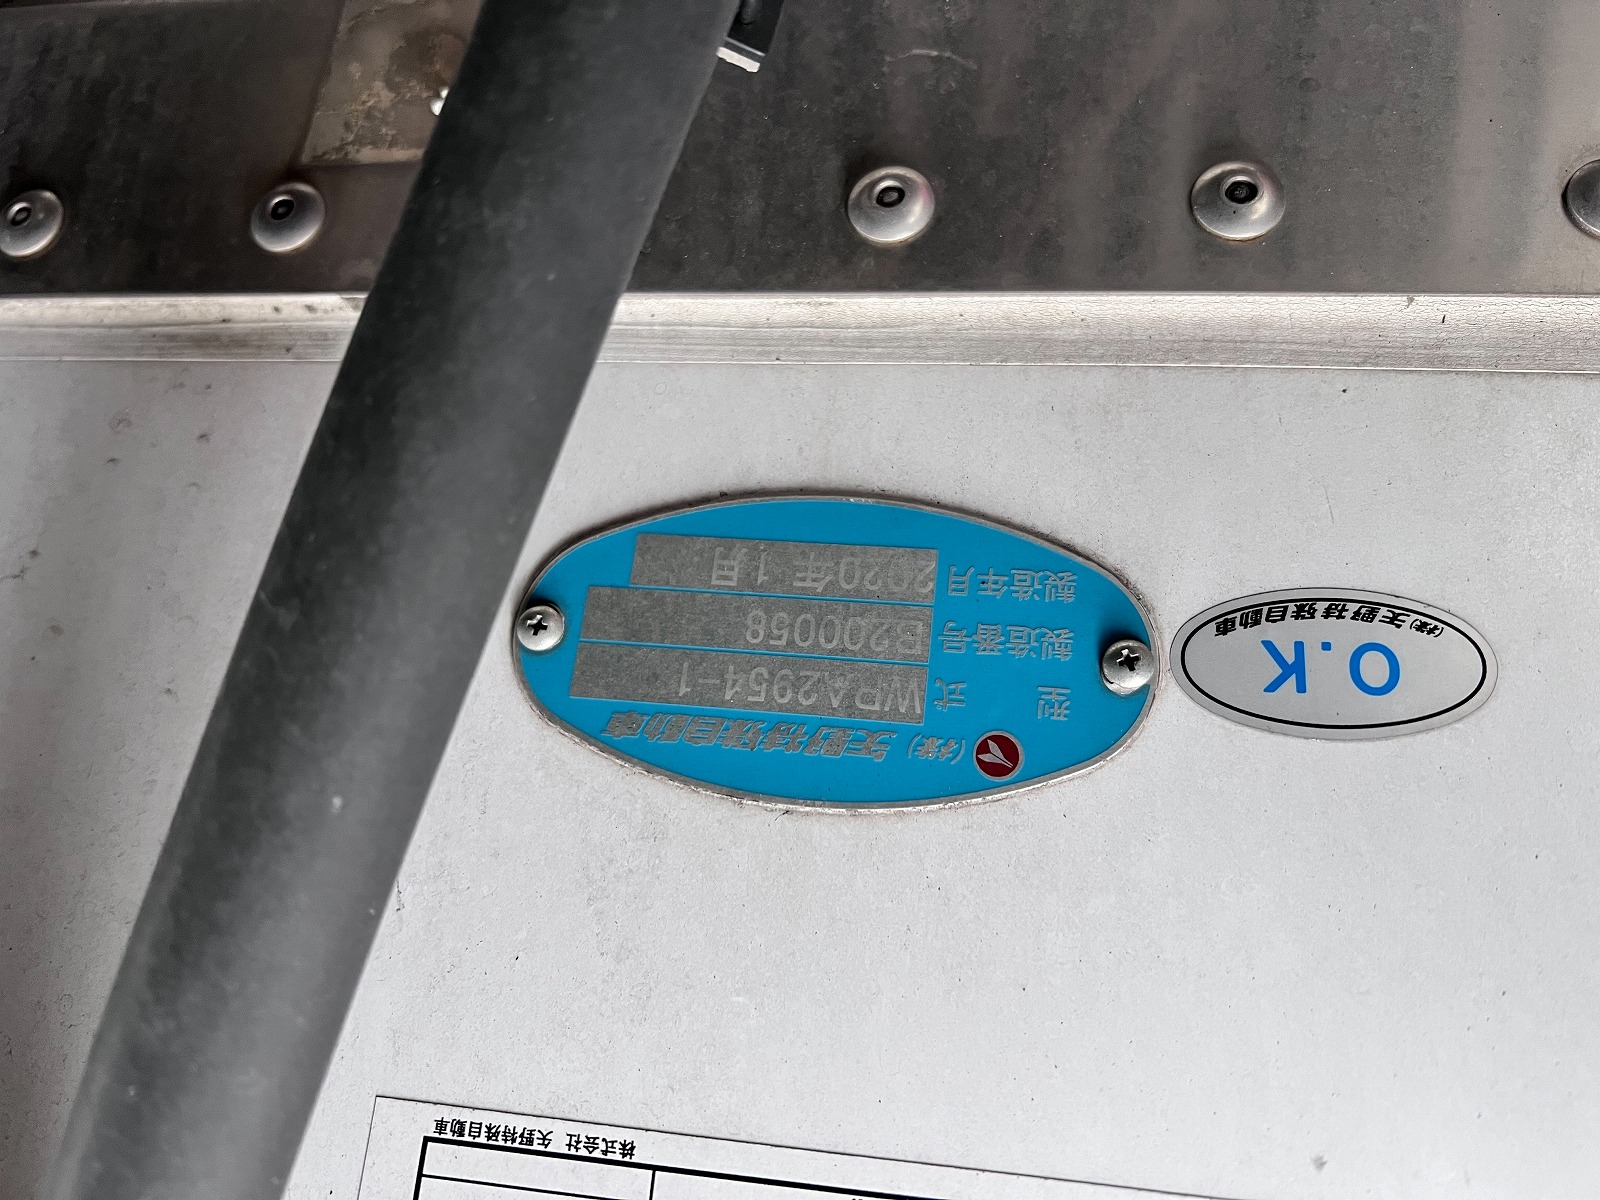 (株)矢野特殊自動車
型 式 WRA2954-1
製造番号 B200058
製造年月 2020年 1月
O.K
(株)矢野特殊自動車
株式会社 矢野特殊自動車